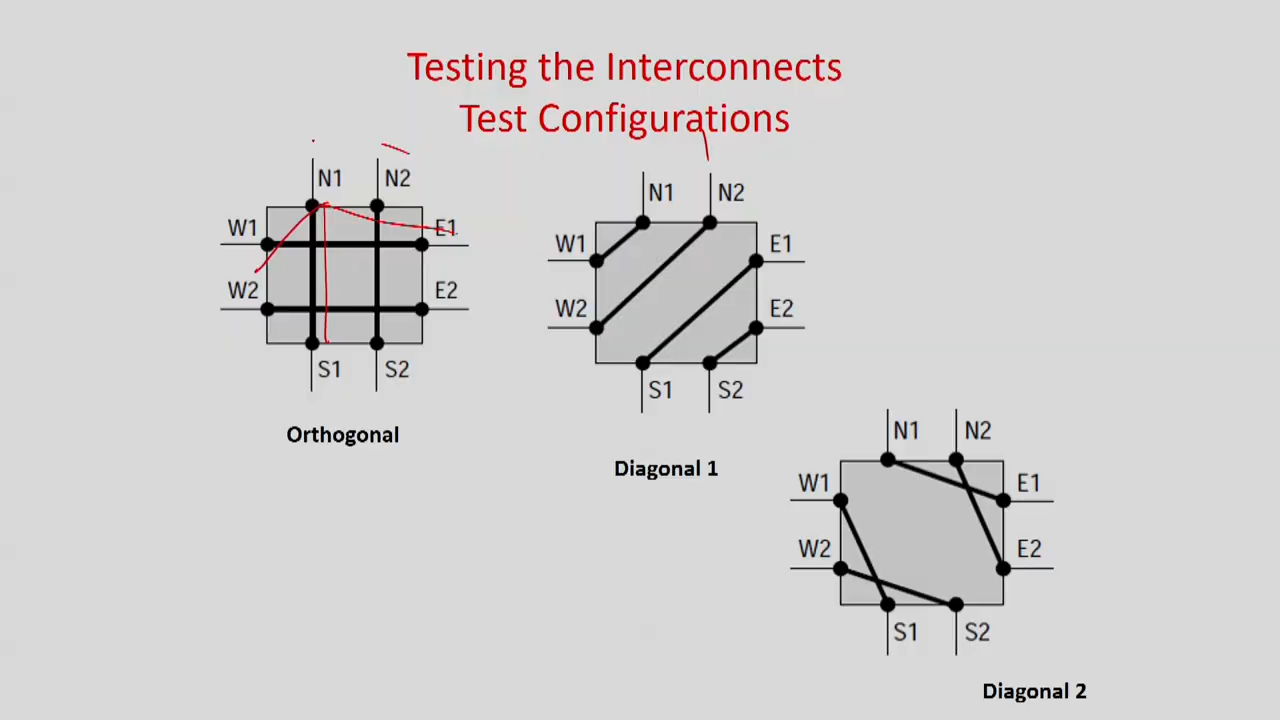 Testing the Interconnects
Test Configurations
N1 N2
W1 E1
W2 E2
S1 S2
Orthogonal
N1 N2
W1 E1
W2 E2
S1 S2
Diagonal 1
N1 N2
W1 E1
W2 E2
S1 S2
Diagonal 2